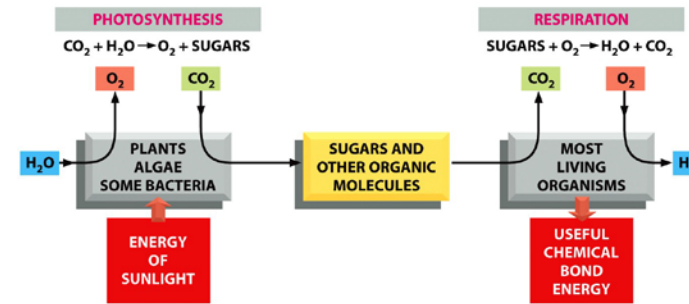 PHOTOSYNTHESIS
CO₂ + H₂O → O₂ + SUGARS
O₂
CO₂
H₂O
PLANTS
ALGAE
SOME BACTERIA
ENERGY
OF
SUNLIGHT
SUGARS AND
OTHER ORGANIC
MOLECULES
RESPIRATION
SUGARS + O₂ → H₂O + CO₂
CO₂
O₂
MOST
LIVING
ORGANISMS
H
USEFUL
CHEMICAL
BOND
ENERGY